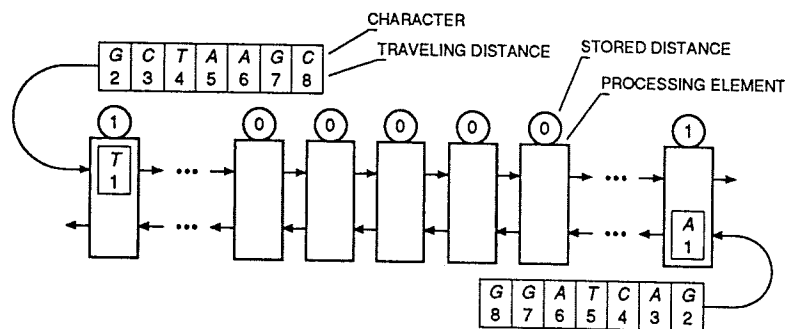 CHARACTER
G C T A A G C
TRAVELING DISTANCE
2 3 4 5 6 7 8
STORED DISTANCE
PROCESSING ELEMENT
1 0 0 0 0 0 1
T
1
... ...
... ...
A
1
G G A T C A G
8 7 6 5 4 3 2